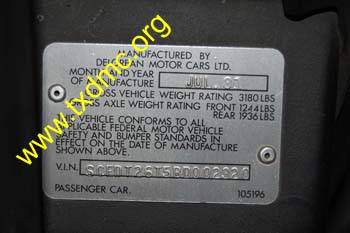 MANUFACTURED BY
DELOREAN MOTOR CARS LTD.
MONTH AND YEAR
OF MANUFACTURE JUL 81
GROSS VEHICLE WEIGHT RATING 3180 LBS
GROSS AXLE WEIGHT RATING FRONT 1244 LBS
REAR 1936 LBS
THIS VEHICLE CONFORMS TO ALL
APPLICABLE FEDERAL MOTOR VEHICLE
SAFETY AND BUMPER STANDARDS IN
EFFECT ON THE DATE OF MANUFACTURE
SHOWN ABOVE
V.I.N.
PASSENGER CAR. 105196
www.txdmc.org